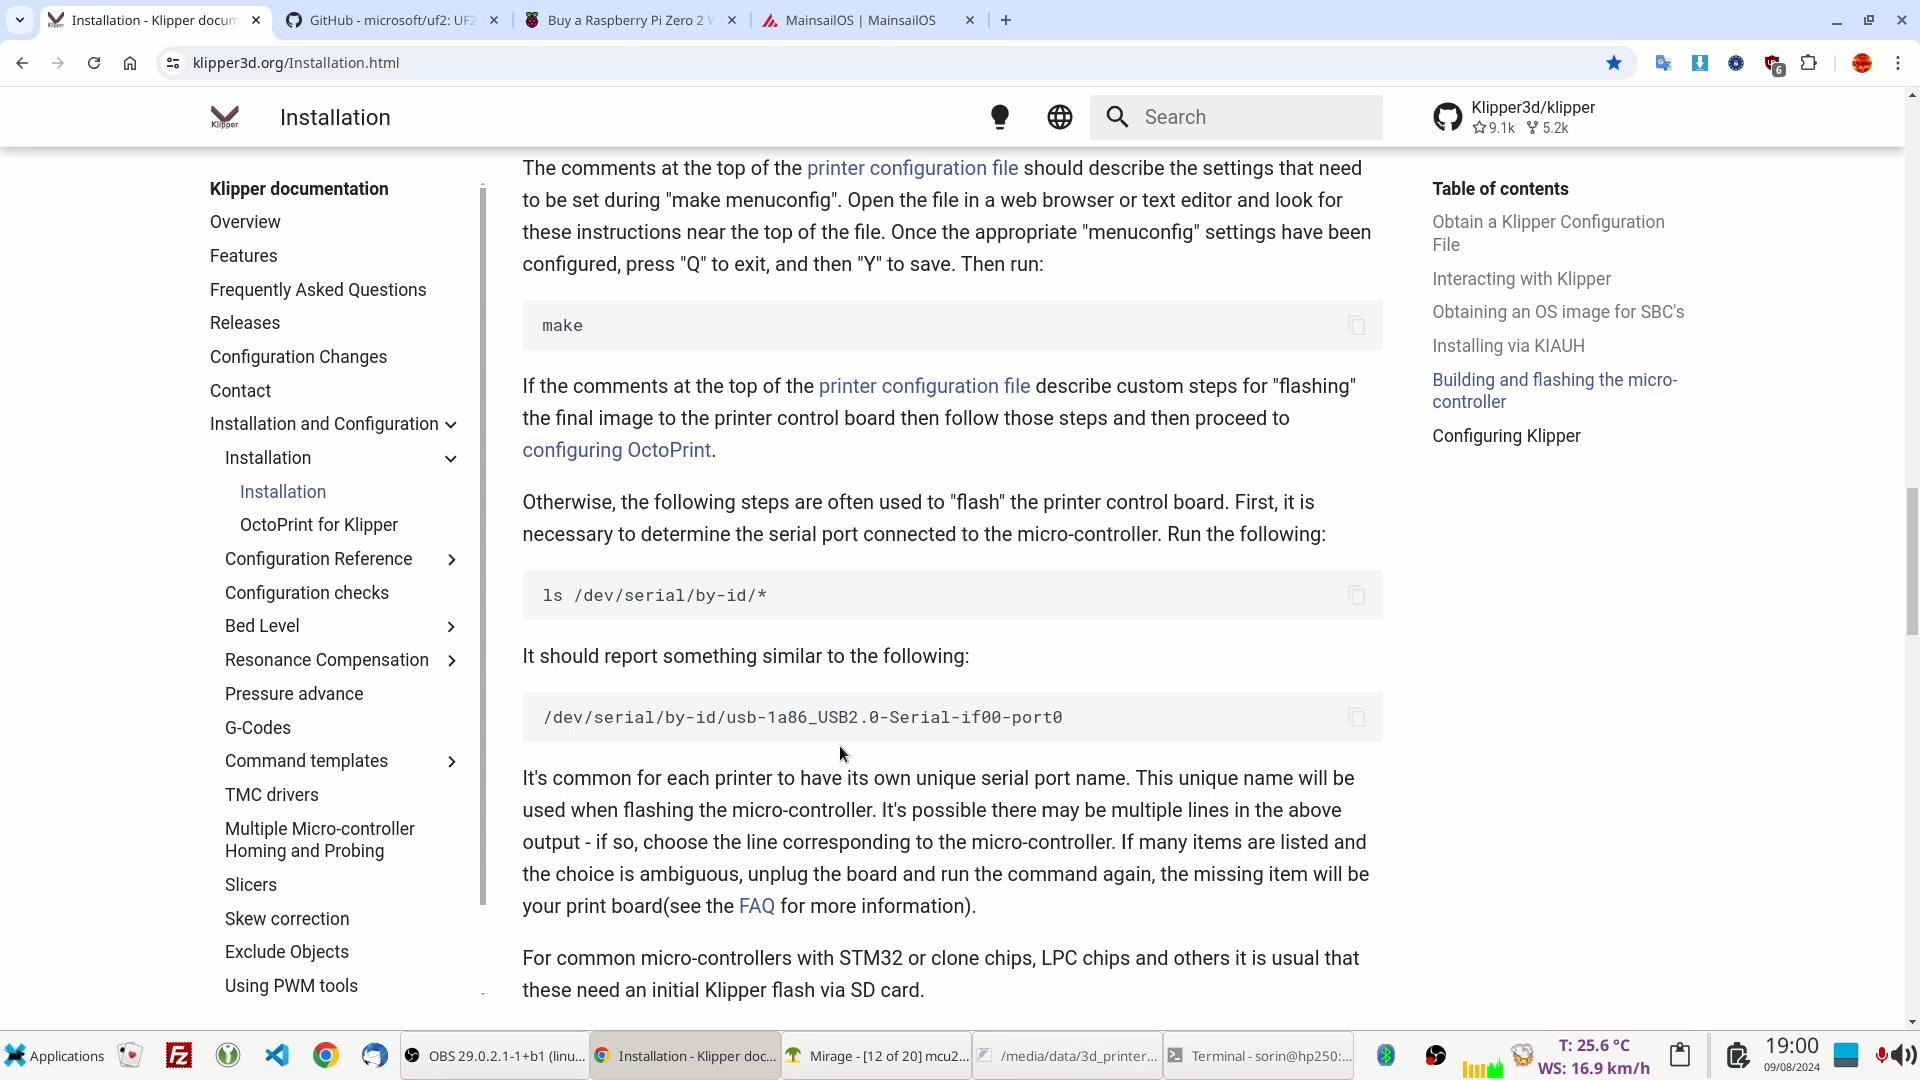 Installation - Klipper docum
GitHub - microsoft/uf2: UF2
Buy a Raspberry Pi Zero 2 W
MainsailOS | MainsailOS
klipper3d.org/Installation.html
6
Klipper
Installation
Search
Klipper3d/klipper
9.1k 5.2k
Klipper documentation
Overview
Features
Frequently Asked Questions
Releases
Configuration Changes
Contact
Installation and Configuration
Installation
Installation
OctoPrint for Klipper
Configuration Reference
Configuration checks
Bed Level
Resonance Compensation
Pressure advance
G-Codes
Command templates
TMC drivers
Multiple Micro-controller
Homing and Probing
Slicers
Skew correction
Exclude Objects
Using PWM tools
The comments at the top of the printer configuration file should describe the settings that need
to be set during "make menuconfig". Open the file in a web browser or text editor and look for
these instructions near the top of the file. Once the appropriate "menuconfig" settings have been
configured, press "Q" to exit, and then "Y" to save. Then run:
make
If the comments at the top of the printer configuration file describe custom steps for "flashing"
the final image to the printer control board then follow those steps and then proceed to
configuring OctoPrint.
Otherwise, the following steps are often used to "flash" the printer control board. First, it is
necessary to determine the serial port connected to the micro-controller. Run the following:
ls /dev/serial/by-id/*
It should report something similar to the following:
/dev/serial/by-id/usb-1a86_USB2.0-Serial-if00-port0
It's common for each printer to have its own unique serial port name. This unique name will be
used when flashing the micro-controller. It's possible there may be multiple lines in the above
output - if so, choose the line corresponding to the micro-controller. If many items are listed and
the choice is ambiguous, unplug the board and run the command again, the missing item will be
your print board(see the FAQ for more information).
For common micro-controllers with STM32 or clone chips, LPC chips and others it is usual that
these need an initial Klipper flash via SD card.
Table of contents
Obtain a Klipper Configuration
File
Interacting with Klipper
Obtaining an OS image for SBC's
Installing via KIAUH
Building and flashing the micro-
controller
Configuring Klipper
Applications
OBS 29.0.2.1-1+b1 (linu...
Installation - Klipper doc...
Mirage - [12 of 20] mcu2...
/media/data/3d_printer...
Terminal - sorin@hp250:...
T: 25.6 °C
WS: 16.9 km/h
19:00
09/08/2024